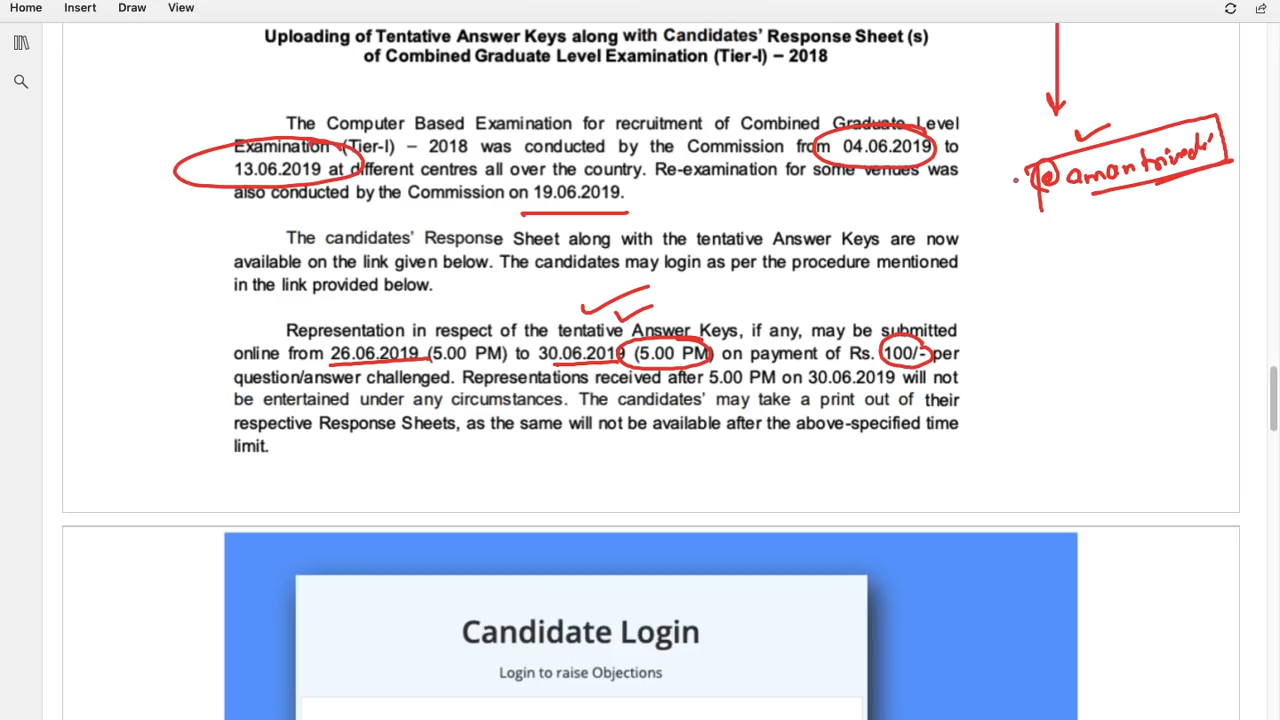 Home Insert Draw View
Uploading of Tentative Answer Keys along with Candidates' Response Sheet (s)
of Combined Graduate Level Examination (Tier-I) – 2018
The Computer Based Examination for recruitment of Combined Graduate Level
Examination (Tier-I) – 2018 was conducted by the Commission from 04.06.2019 to
13.06.2019 at different centres all over the country. Re-examination for some venues was
also conducted by the Commission on 19.06.2019.
@amantrivedi
The candidates' Response Sheet along with the tentative Answer Keys are now
available on the link given below. The candidates may login as per the procedure mentioned
in the link provided below.
Representation in respect of the tentative Answer Keys, if any, may be submitted
online from 26.06.2019 (5.00 PM) to 30.06.2019 (5.00 PM) on payment of Rs. 100/- per
question/answer challenged. Representations received after 5.00 PM on 30.06.2019 will not
be entertained under any circumstances. The candidates' may take a print out of their
respective Response Sheets, as the same will not be available after the above-specified time
limit.
Candidate Login
Login to raise Objections